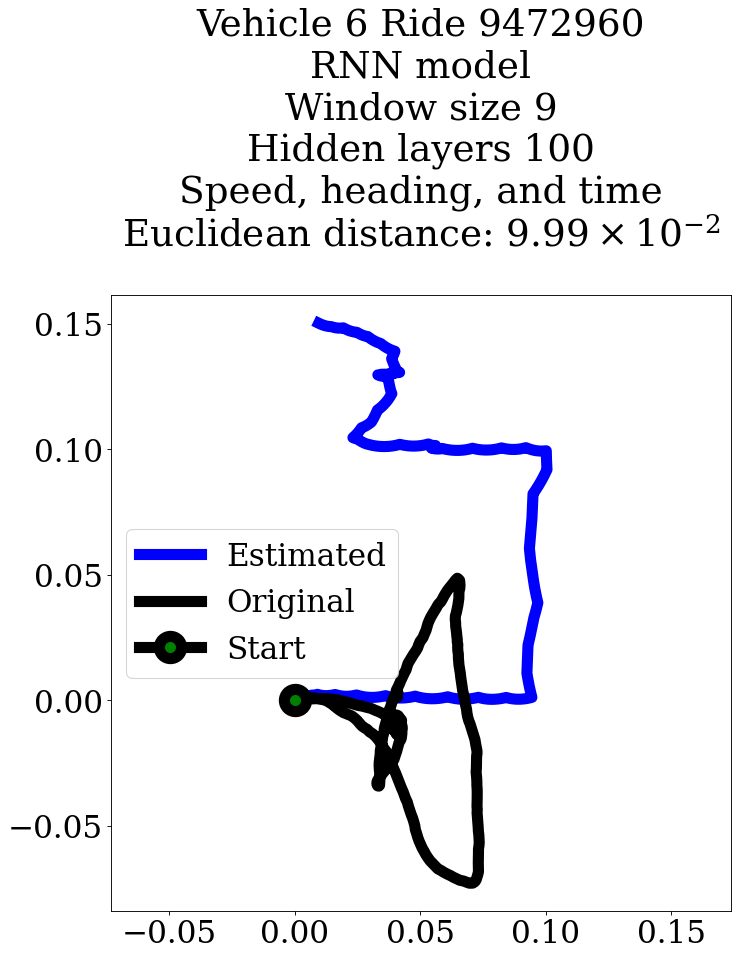 Vehicle 6 Ride 9472960
RNN model
Window size 9
Hidden layers 100
Speed, heading, and time
Euclidean distance: 9.99 × 10⁻²
0.15
0.10
0.05
0.00
−0.05
Estimated
Original
Start
−0.05 0.00 0.05 0.10 0.15